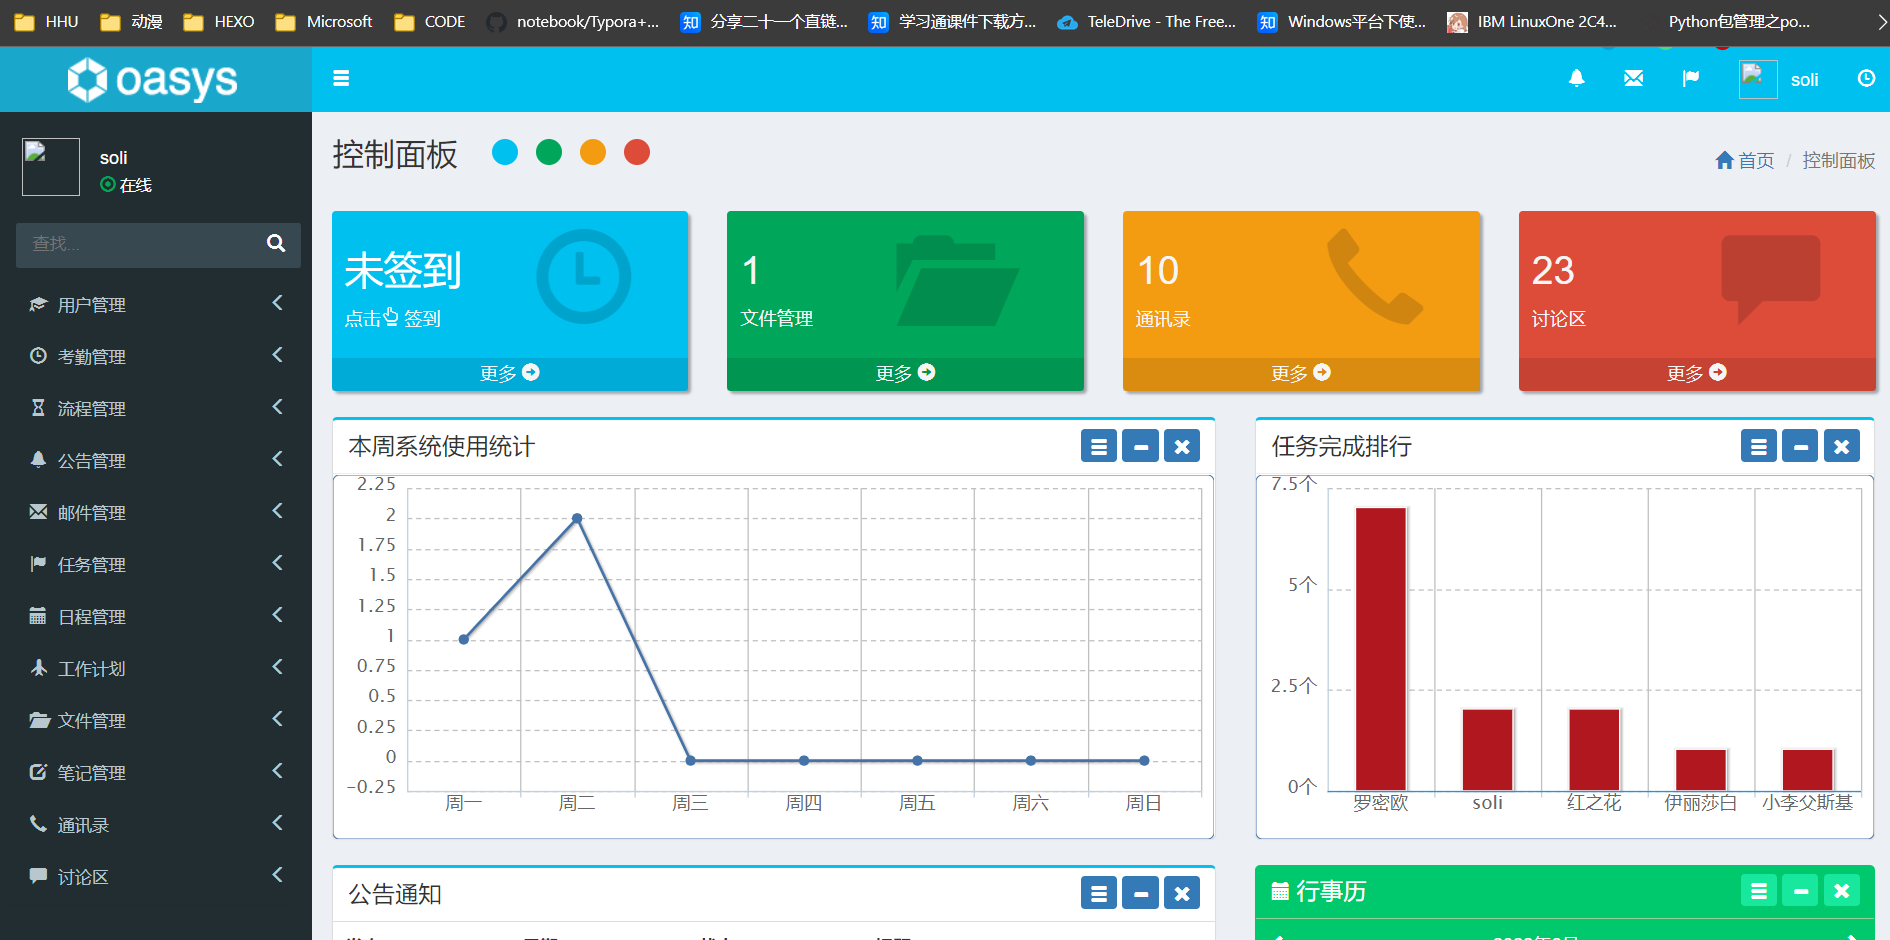 HHU 动漫 HEXO Microsoft CODE notebook/Typora+... 知 分享二十一个直链... 知 学习通课件下载方... TeleDrive - The Free... 知 Windows平台下使... IBM LinuxOne 2C4... Python包管理之po...
oasys
soli
soli
在线
查找...
用户管理
考勤管理
流程管理
公告管理
邮件管理
任务管理
日程管理
工作计划
文件管理
笔记管理
通讯录
讨论区
控制面板
首页 / 控制面板
未签到
点击 签到
更多
1
文件管理
更多
10
通讯录
更多
23
讨论区
更多
本周系统使用统计
2.25
2
1.75
1.5
1.25
1
0.75
0.5
0.25
0
-0.25
周一 周二 周三 周四 周五 周六 周日
任务完成排行
7.5个
5个
2.5个
0个
罗密欧 soli 红之花 伊丽莎白 小李父斯基
公告通知
行事历